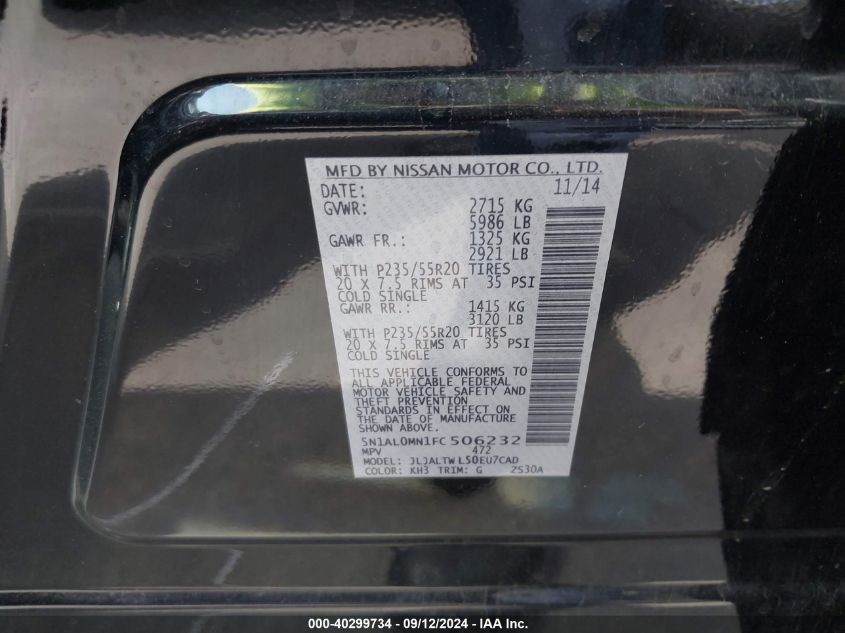 MFD BY NISSAN MOTOR CO., LTD.
DATE: 11/14
GVWR: 2715 KG
5986 LB
GAWR FR.: 1325 KG
2921 LB
WITH P235/55R20 TIRES
20 X 7.5 RIMS AT 35 PSI
COLD SINGLE
GAWR RR.: 1415 KG
3120 LB
WITH P235/55R20 TIRES
20 X 7.5 RIMS AT 35 PSI
COLD SINGLE
THIS VEHICLE CONFORMS TO
ALL APPLICABLE FEDERAL
MOTOR VEHICLE SAFETY AND
THEFT PREVENTION
STANDARDS IN EFFECT ON
THE DATE OF MANUFACTURE
SHOWN ABOVE.
5N1AL0MN1FC506232
MPV 472
MODEL: JLJALTWL50EU7CAD
COLOR: KH3 TRIM: G ZS30A
000-40299734 - 09/12/2024 - WWW.IAAI.COM